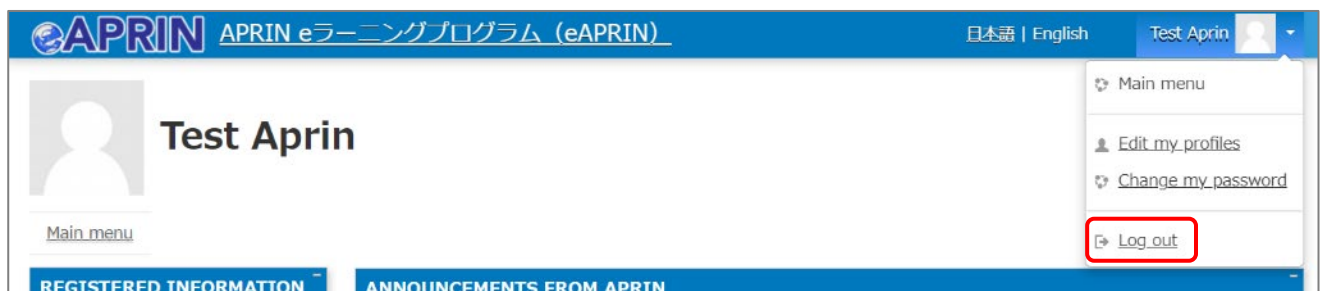 eAPRIN APRIN eラーニングプログラム（eAPRIN） 日本語 | English Test Aprin
Main menu
Test Aprin
Edit my profiles
Change my password
Main menu
Log out
REGISTERED INFORMATION
ANNOUNCEMENTS FROM APRIN